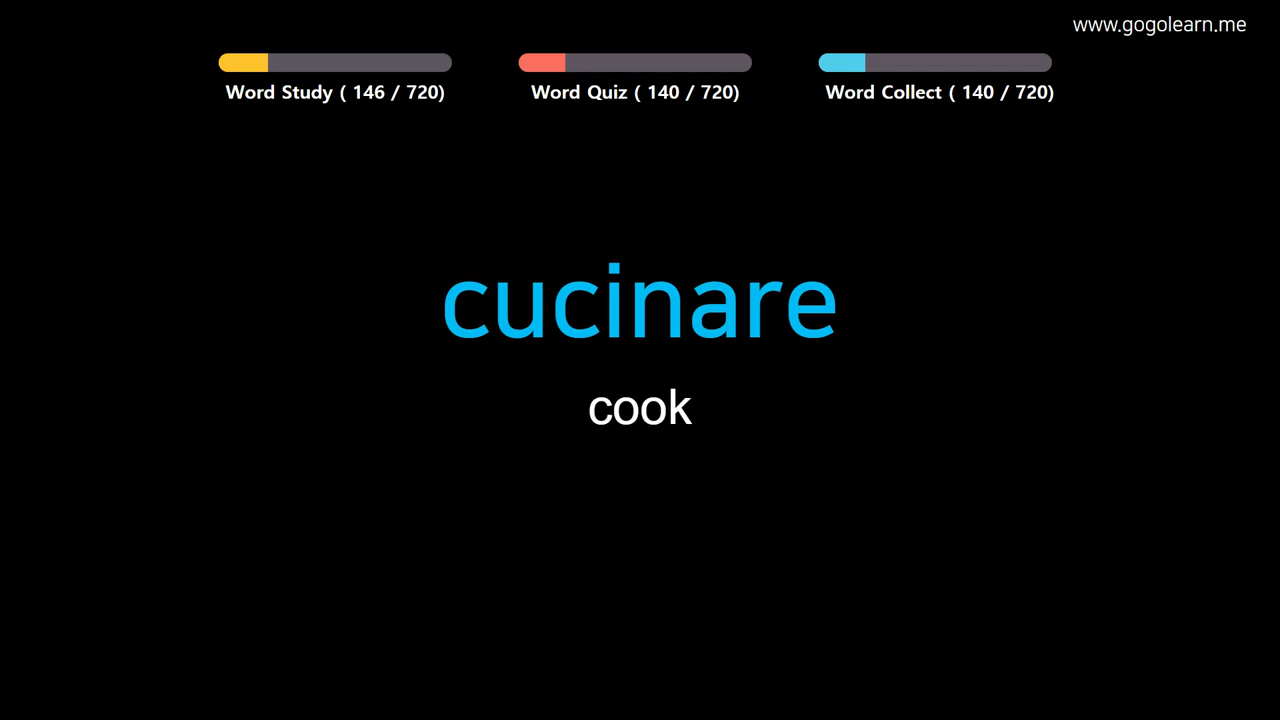 www.gogolearn.me
Word Study ( 146 / 720)
Word Quiz ( 140 / 720)
Word Collect ( 140 / 720)
cucinare
cook